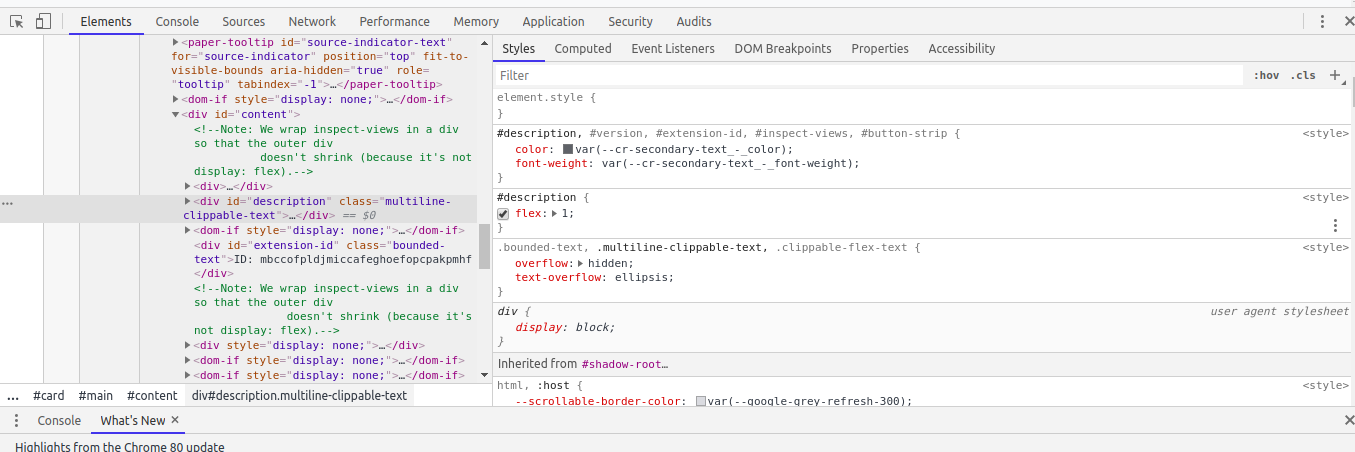 Elements Console Sources Network Performance Memory Application Security Audits
<paper-tooltip id="source-indicator-text"
for="source-indicator" position="top" fit-to-
visible-bounds aria-hidden="true" role=
"tooltip" tabindex="-1">…</paper-tooltip>
<dom-if style="display: none;">…</dom-if>
<div id="content">
<!--Note: We wrap inspect-views in a div
so that the outer div
doesn't shrink (because it's not
display: flex).-->
<div>…</div>
<div id="description" class="multiline-
clippable-text">…</div> == $0
<dom-if style="display: none;">…</dom-if>
<div id="extension-id" class="bounded-
text">ID: mbccofpldjmiccafeghoefopcpakpmhf
</div>
<!--Note: We wrap inspect-views in a div
so that the outer div
doesn't shrink (because it's
not display: flex).-->
<div style="display: none;">…</div>
<dom-if style="display: none;">…</dom-if>
<dom-if style="display: none;">…</dom-if>
... #card #main #content div#description.multiline-clippable-text
Styles Computed Event Listeners DOM Breakpoints Properties Accessibility
Filter :hov .cls +
element.style {
}
#description, #version, #extension-id, #inspect-views, #button-strip { <style>
color: var(--cr-secondary-text_-_color);
font-weight: var(--cr-secondary-text_-_font-weight);
}
#description { <style>
flex: 1;
}
.bounded-text, .multiline-clippable-text, .clippable-flex-text { <style>
overflow: hidden;
text-overflow: ellipsis;
}
div { user agent stylesheet
display: block;
}
Inherited from #shadow-root…
html, :host { <style>
--scrollable-border-color: var(--google-grey-refresh-300);
Console What's New ×
Highlights from the Chrome 80 update